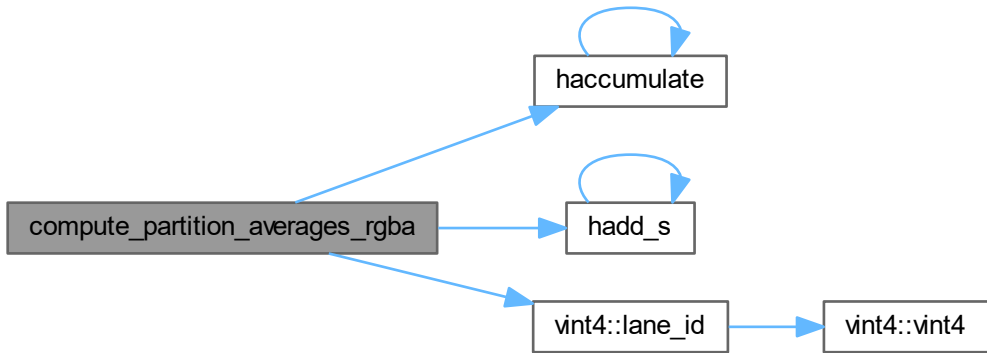 haccumulate
compute_partition_averages_rgba
hadd_s
vint4::lane_id
vint4::vint4